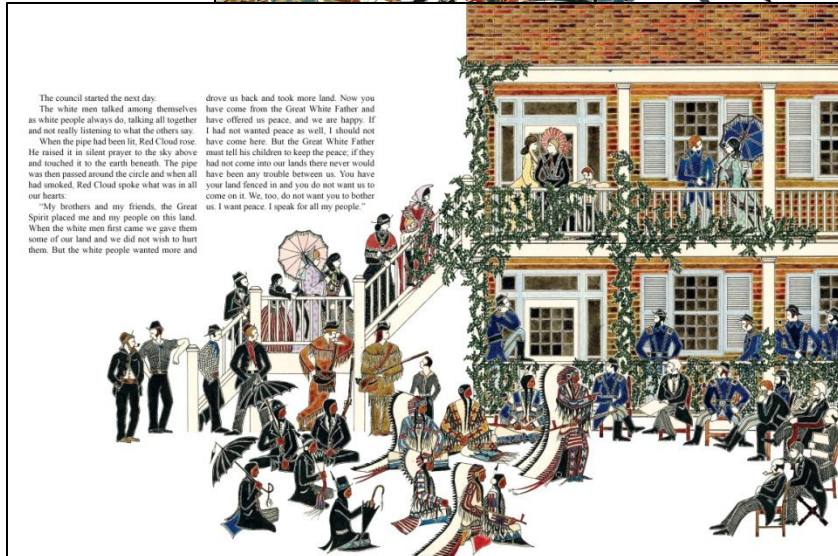 The council started the next day.
The white men talked among themselves
as white people always do, talking all together
and not really listening to what the others say.
When the pipe had been lit, Red Cloud rose.
He raised it in silent prayer to the sky above
and touched it to the earth beneath. The pipe
was then passed around the circle and when all
had smoked, Red Cloud spoke what was in all
our hearts:
"My brothers and my friends, the Great
Spirit placed me and my people on this land.
When the white men first came we gave them
some of our land and we did not wish to hurt
them. But the white people wanted more and
drove us back and took more land. Now you
have come from the Great White Father and
have offered us peace, and we are happy. If
I had not wanted peace as well, I should not
have come here. But the Great White Father
must tell his children to keep the peace; if they
had not come into our lands there never would
have been any trouble between us. You have
your land fenced in and you do not want us to
come on it. We, too, do not want you to bother
us. I want peace. I speak for all my people."